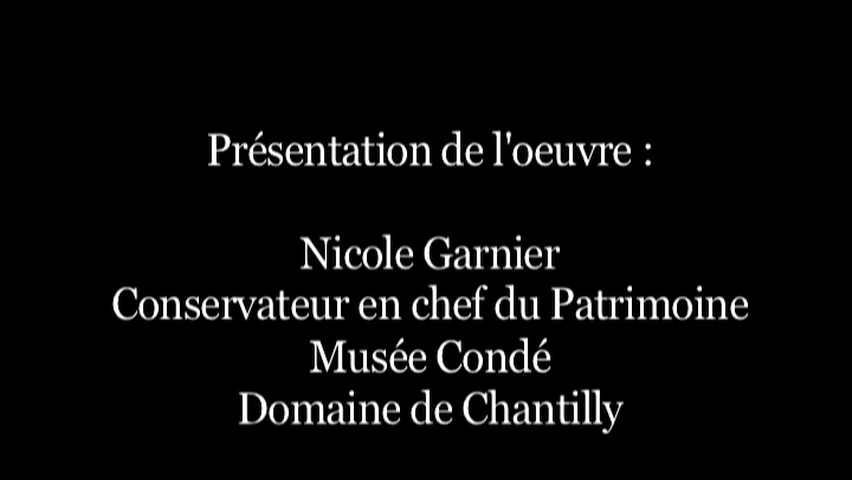 Présentation de l'oeuvre :
Nicole Garnier
Conservateur en chef du Patrimoine
Musée Condé
Domaine de Chantilly